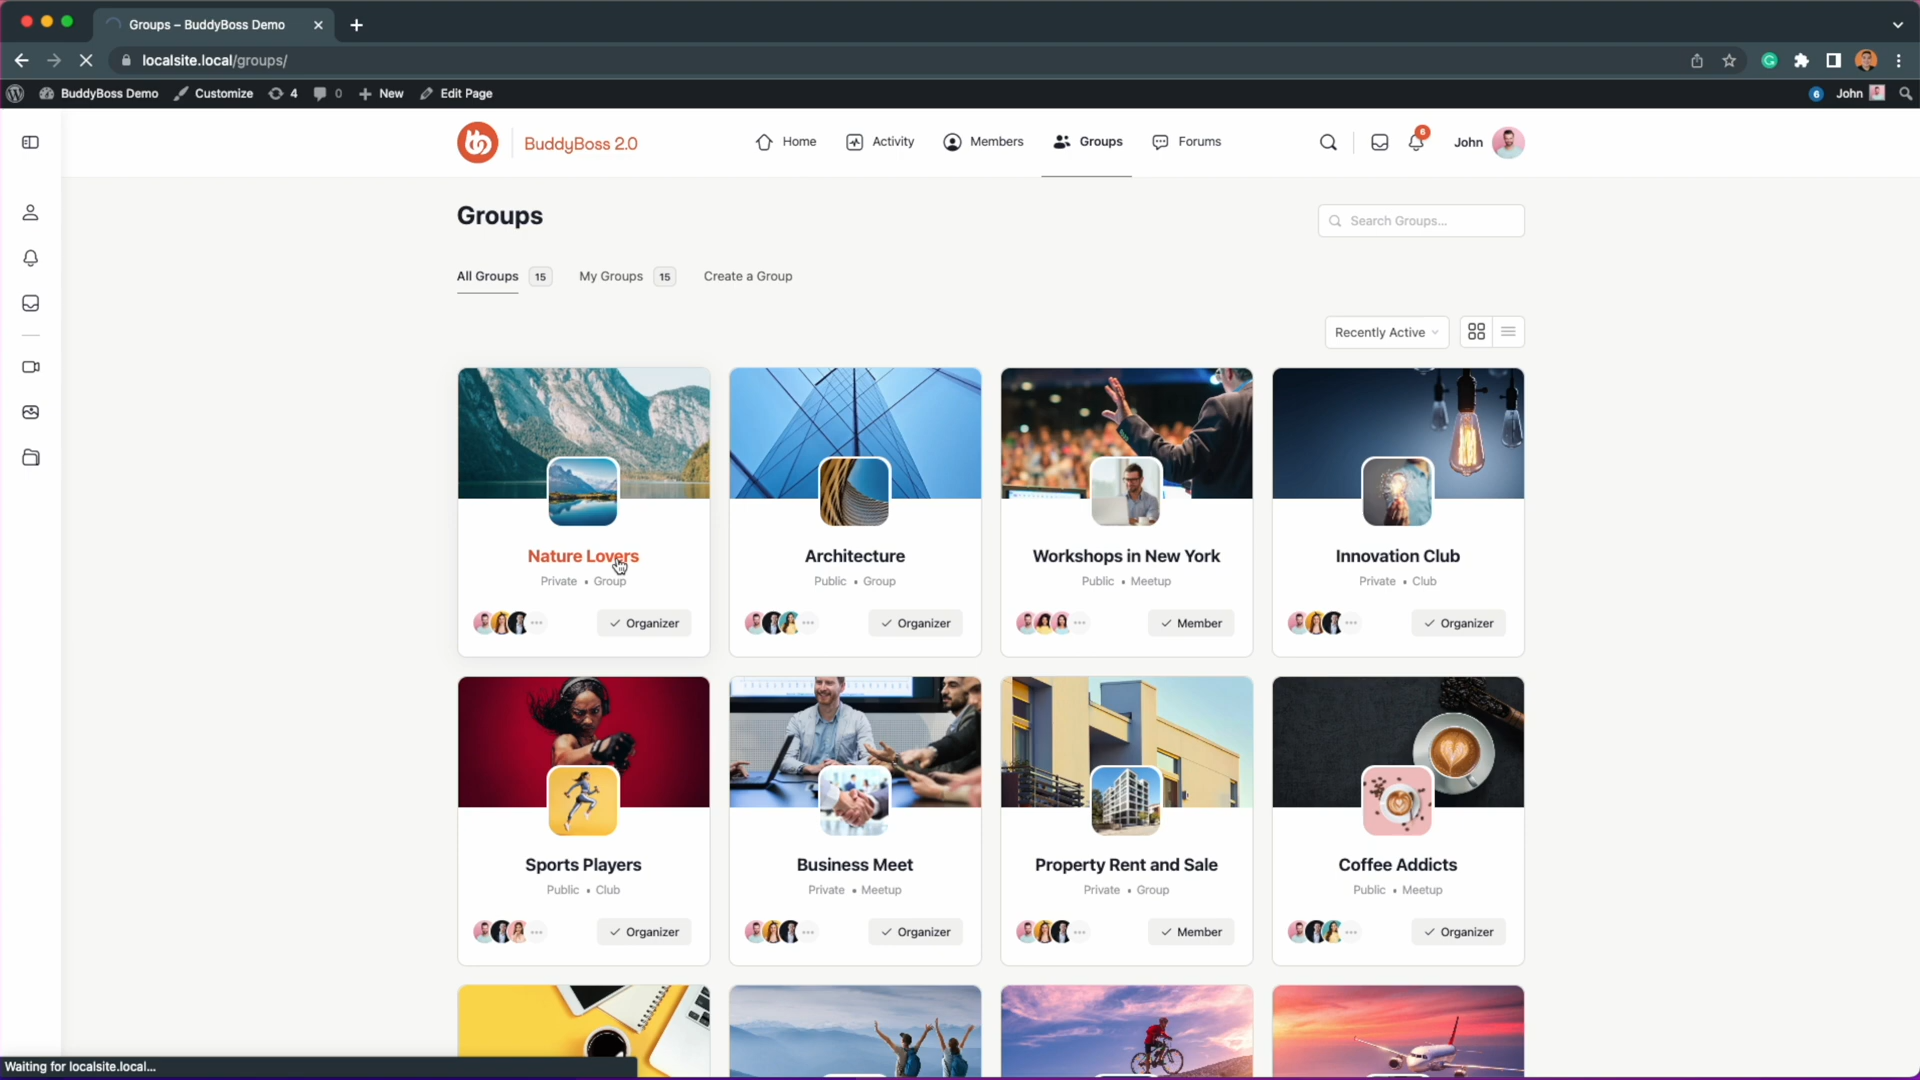 Groups – BuddyBoss Demo
localsite.local/groups/
BuddyBoss Demo Customize 4 0 New Edit Page 6 John
BuddyBoss 2.0 Home Activity Members Groups Forums 6 John
Groups Search Groups...
All Groups 15 My Groups 15 Create a Group
Recently Active
Nature Lovers Architecture Workshops in New York Innovation Club
Private • Group Public • Group Public • Meetup Private • Club
Organizer Organizer Member Organizer
Sports Players Business Meet Property Rent and Sale Coffee Addicts
Public • Club Private • Meetup Private • Group Public • Meetup
Organizer Organizer Member Organizer
Waiting for localsite.local...